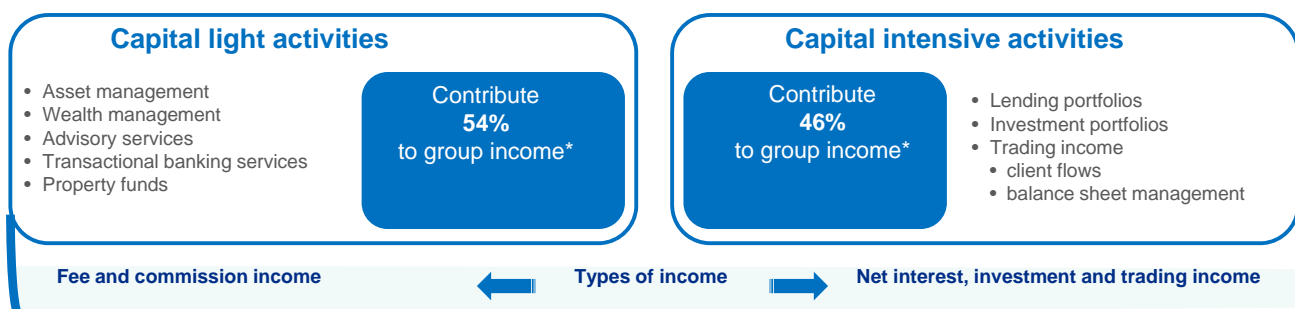 Capital light activities
• Asset management
• Wealth management
• Advisory services
• Transactional banking services
• Property funds
Contribute
54%
to group income*
Capital intensive activities
Contribute
46%
to group income*
• Lending portfolios
• Investment portfolios
• Trading income
• client flows
• balance sheet management
Fee and commission income
Types of income
Net interest, investment and trading income